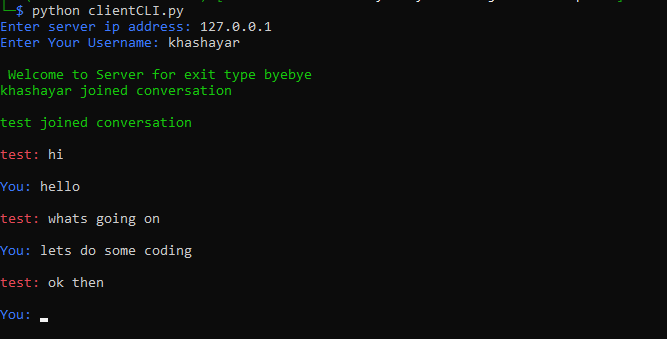 $ python clientCLI.py
Enter server ip address: 127.0.0.1
Enter Your Username: khashayar
Welcome to Server for exit type byebye
khashayar joined conversation
test joined conversation
test: hi
You: hello
test: whats going on
You: lets do some coding
test: ok then
You: